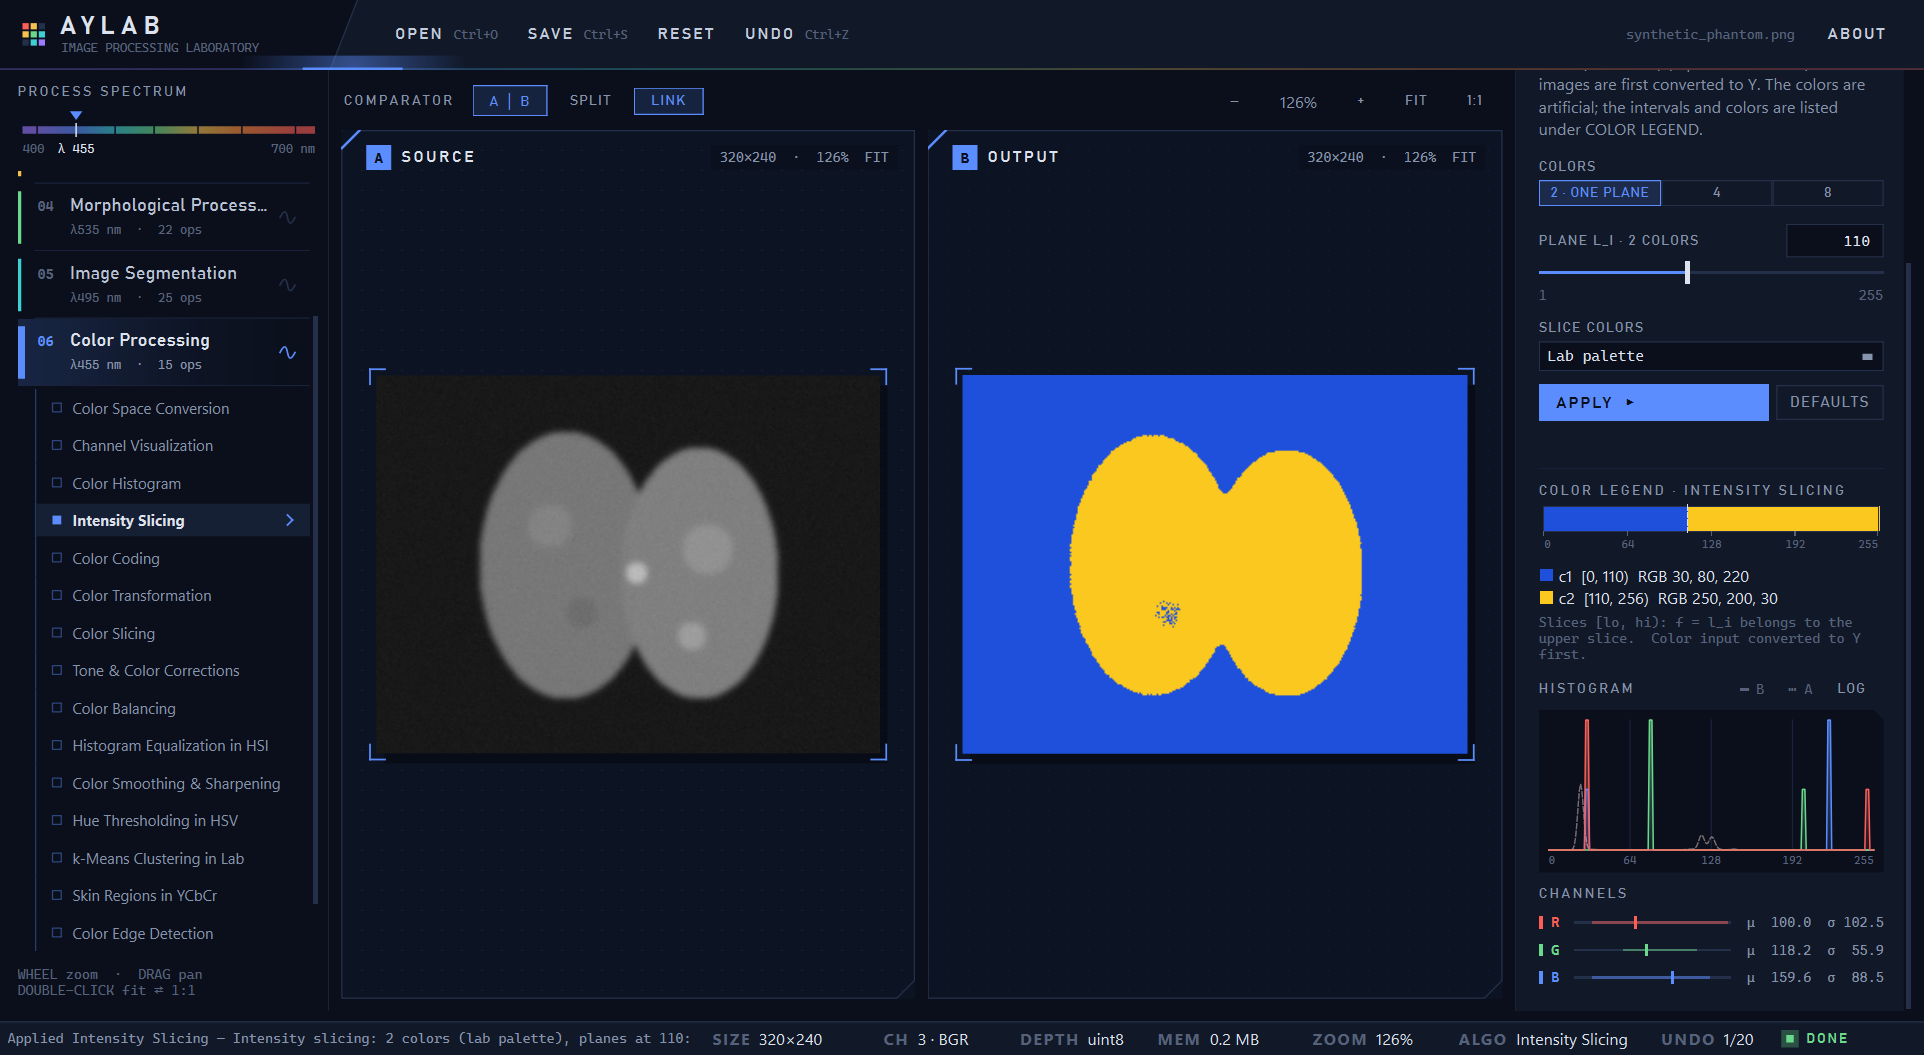 AYLAB
IMAGE PROCESSING LABORATORY
OPEN Ctrl+O SAVE Ctrl+S RESET UNDO Ctrl+Z
synthetic_phantom.png ABOUT
PROCESS SPECTRUM
400 λ 455 700 nm
04 Morphological Process…
λ535 nm · 22 ops
05 Image Segmentation
λ495 nm · 25 ops
06 Color Processing
λ455 nm · 15 ops
Color Space Conversion
Channel Visualization
Color Histogram
Intensity Slicing
Color Coding
Color Transformation
Color Slicing
Tone & Color Corrections
Color Balancing
Histogram Equalization in HSI
Color Smoothing & Sharpening
Hue Thresholding in HSV
k-Means Clustering in Lab
Skin Regions in YCbCr
Color Edge Detection
WHEEL zoom · DRAG pan
DOUBLE-CLICK fit ⇄ 1:1
COMPARATOR A | B SPLIT LINK
− 126% + FIT 1:1
A SOURCE 320×240 · 126% FIT
B OUTPUT 320×240 · 126% FIT
images are first converted to Y. The colors are
artificial; the intervals and colors are listed
under COLOR LEGEND.
COLORS
2 · ONE PLANE 4 8
PLANE L_I · 2 COLORS 110
1 255
SLICE COLORS
Lab palette
APPLY ▸ DEFAULTS
COLOR LEGEND · INTENSITY SLICING
0 64 128 192 255
c1 [0, 110) RGB 30, 80, 220
c2 [110, 256) RGB 250, 200, 30
Slices [lo, hi): f = l_i belongs to the
upper slice. Color input converted to Y
first.
HISTOGRAM B A LOG
0 64 128 192 255
CHANNELS
R μ 100.0 σ 102.5
G μ 118.2 σ 55.9
B μ 159.6 σ 88.5
Applied Intensity Slicing — Intensity slicing: 2 colors (lab palette), planes at 110:
SIZE 320×240 CH 3 · BGR DEPTH uint8 MEM 0.2 MB ZOOM 126% ALGO Intensity Slicing UNDO 1/20 DONE